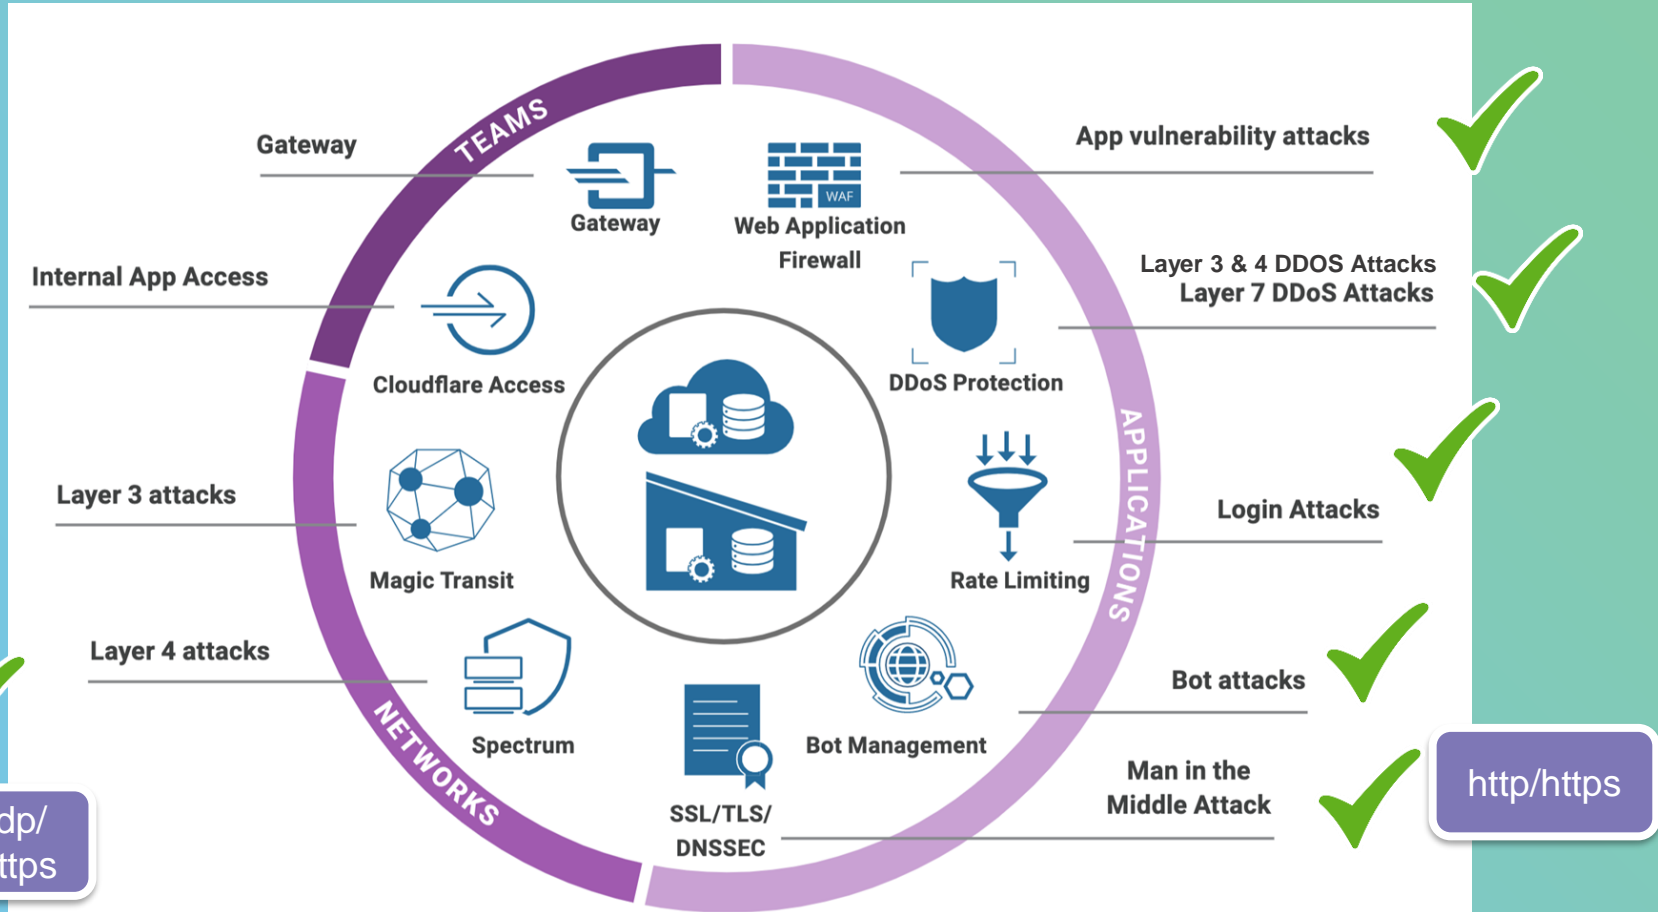 TEAMS
Gateway
Gateway
WAF
Web Application
Firewall
App vulnerability attacks
Internal App Access
Cloudflare Access
Layer 3 & 4 DDOS Attacks
Layer 7 DDoS Attacks
DDoS Protection
APPLICATIONS
Layer 3 attacks
Magic Transit
Login Attacks
Rate Limiting
Layer 4 attacks
Spectrum
NETWORKS
Bot attacks
Bot Management
Man in the
Middle Attack
SSL/TLS/
DNSSEC
http/https
dp/
ttps